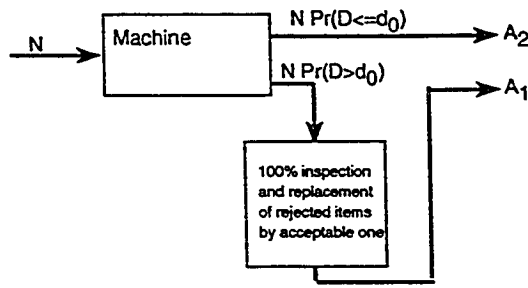 N
Machine
N Pr(D<=d₀)
A₂
N Pr(D>d₀)
A₁
100% inspection
and replacement
of rejected items
by acceptable one